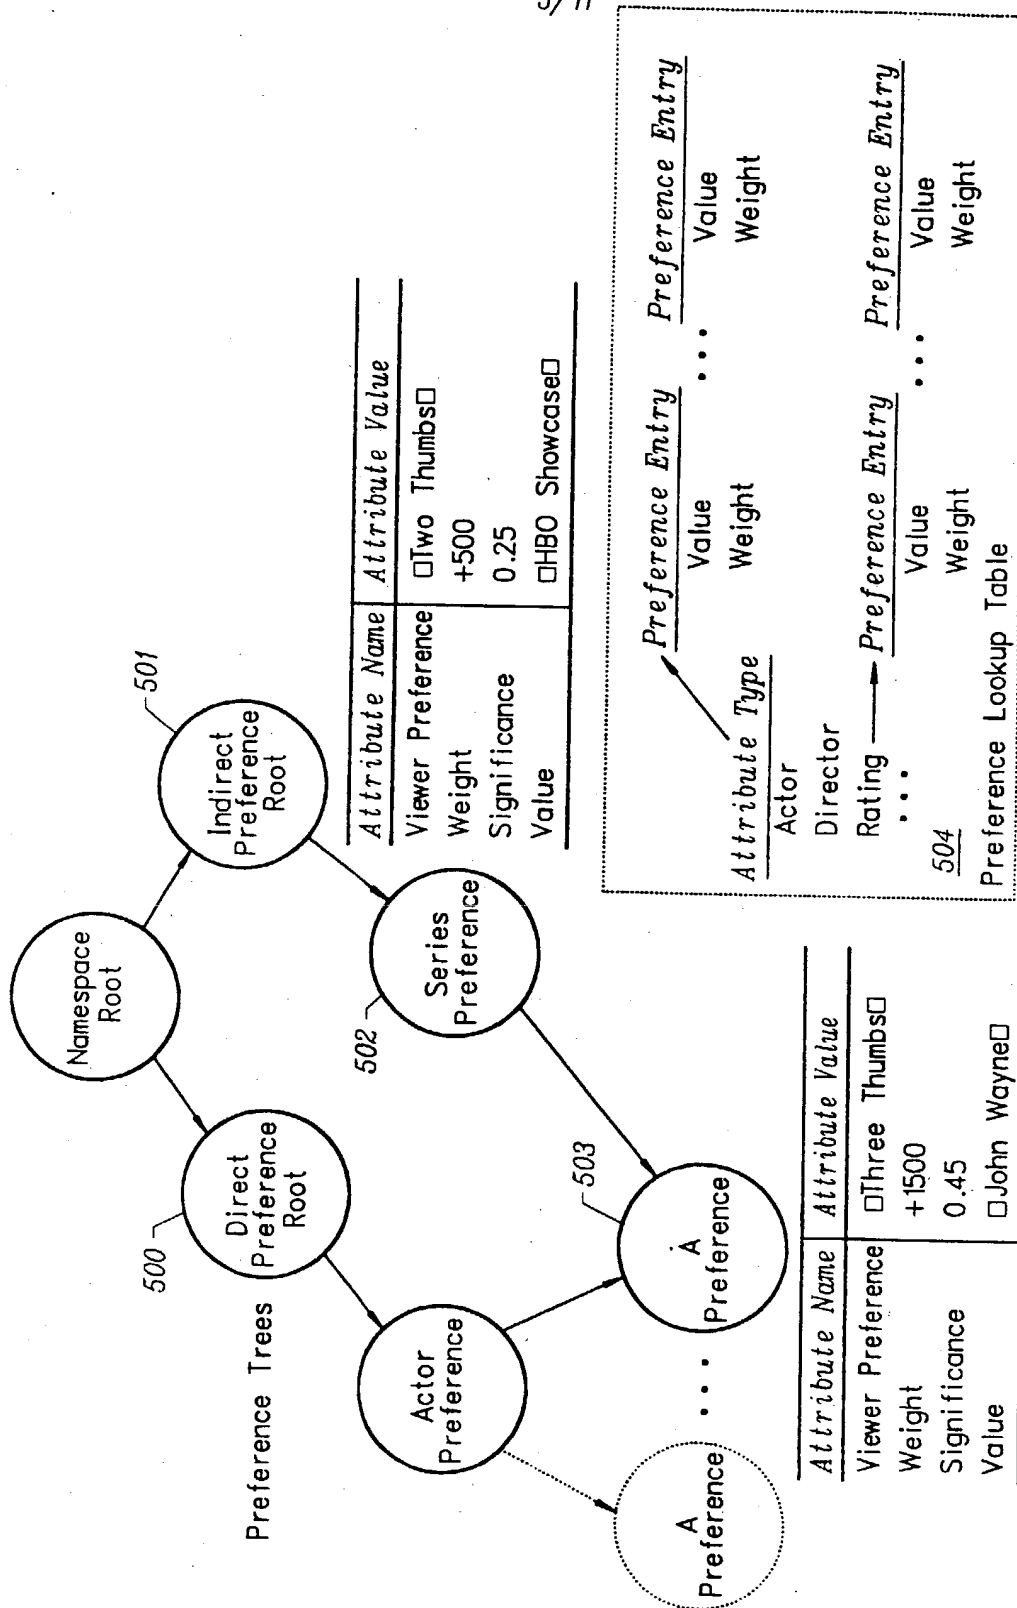 5/11
Preference Trees
Namespace
Root
500
Direct
Preference
Root
Indirect
Preference
Root
501
Actor
Preference
502
Series
Preference
A
Preference
...
A
Preference
503
Attribute Name Attribute Value
Viewer Preference □Two Thumbs□
Weight +500
Significance 0.25
Value □HBO Showcase□
Attribute Name Attribute Value
Viewer Preference □Three Thumbs□
Weight +1500
Significance 0.45
Value □John Wayne□
Attribute Type
Actor
Director
Rating
...
Preference Entry ... Preference Entry
Value Value
Weight Weight
Preference Entry ... Preference Entry
Value Value
Weight Weight
504
Preference Lookup Table